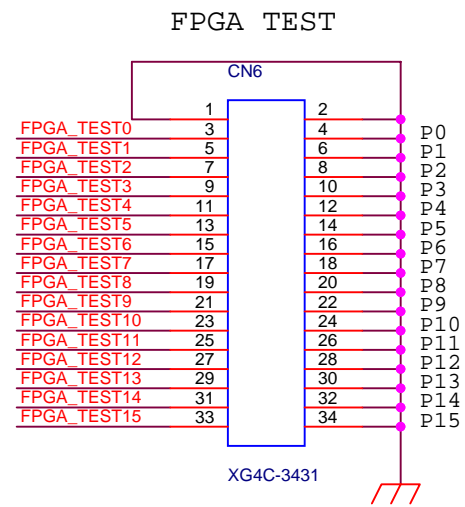 FPGA TEST
CN6
1 2
FPGA_TEST0 3 4 P0
FPGA_TEST1 5 6 P1
FPGA_TEST2 7 8 P2
FPGA_TEST3 9 10 P3
FPGA_TEST4 11 12 P4
FPGA_TEST5 13 14 P5
FPGA_TEST6 15 16 P6
FPGA_TEST7 17 18 P7
FPGA_TEST8 19 20 P8
FPGA_TEST9 21 22 P9
FPGA_TEST10 23 24 P10
FPGA_TEST11 25 26 P11
FPGA_TEST12 27 28 P12
FPGA_TEST13 29 30 P13
FPGA_TEST14 31 32 P14
FPGA_TEST15 33 34 P15
XG4C-3431